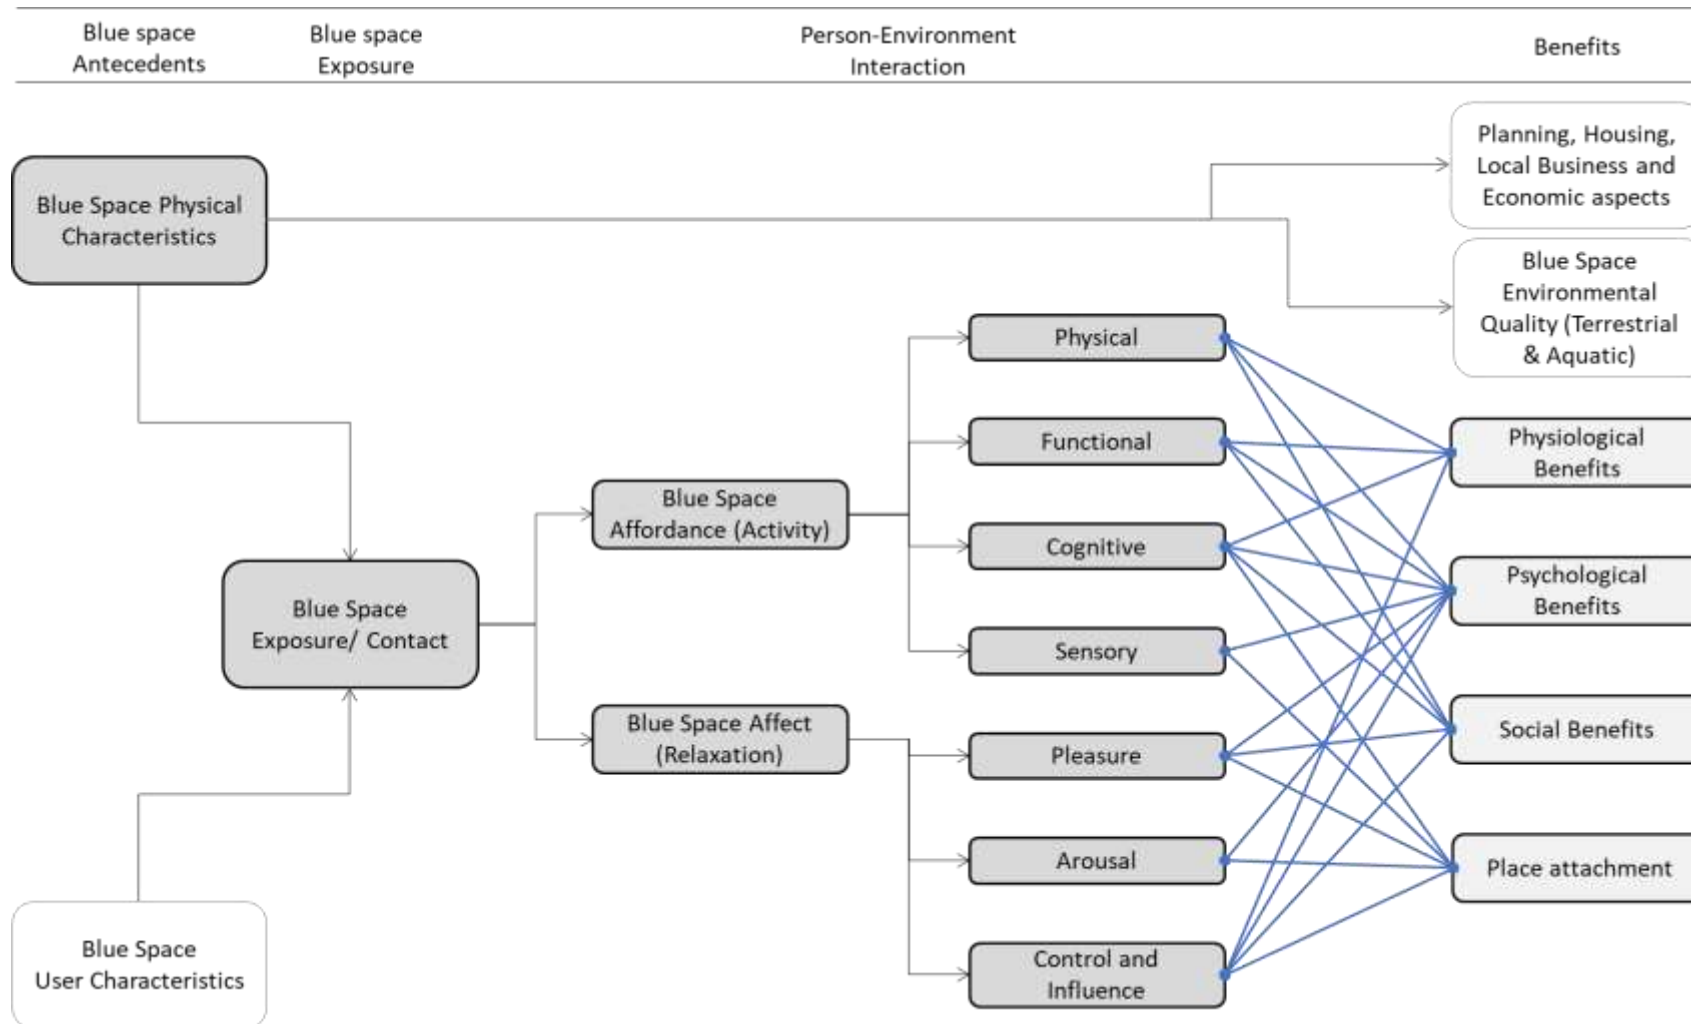 Blue space
Antecedents
Blue space
Exposure
Person-Environment
Interaction
Benefits
Planning, Housing,
Local Business and
Economic aspects
Blue Space Physical
Characteristics
Blue Space
Environmental
Quality (Terrestrial
& Aquatic)
Physical
Functional
Physiological
Benefits
Blue Space
Affordance (Activity)
Cognitive
Psychological
Benefits
Blue Space
Exposure/ Contact
Sensory
Blue Space Affect
(Relaxation)
Pleasure
Social Benefits
Arousal
Place attachment
Blue Space
User Characteristics
Control and
Influence